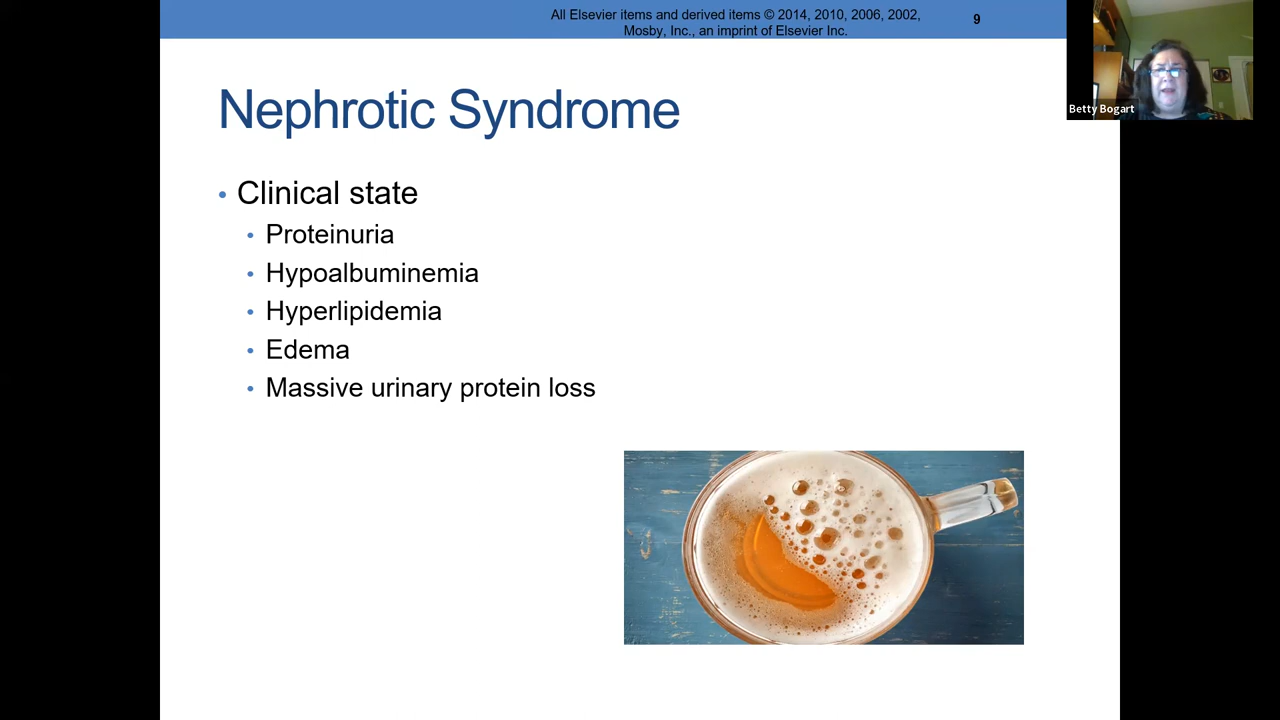 All Elsevier items and derived items © 2014, 2010, 2006, 2002,
Mosby, Inc., an imprint of Elsevier Inc.
9
Betty Bogart
Nephrotic Syndrome
• Clinical state
• Proteinuria
• Hypoalbuminemia
• Hyperlipidemia
• Edema
• Massive urinary protein loss